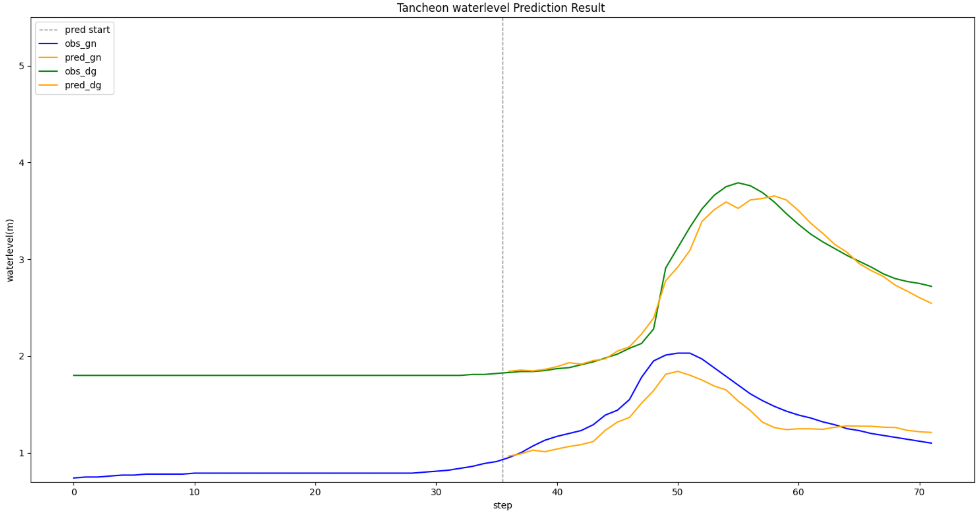 Tancheon waterlevel Prediction Result
pred start
obs_gn
pred_gn
obs_dg
pred_dg
5
4
3
2
1
waterlevel(m)
0 10 20 30 40 50 60 70
step